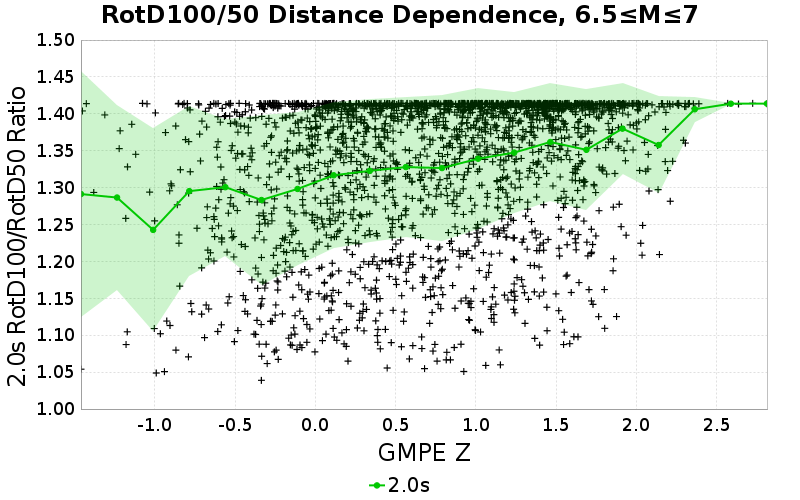 RotD100/50 Distance Dependence, 6.5≤M≤7
2.0s RotD100/RotD50 Ratio
1.50
1.45
1.40
1.35
1.30
1.25
1.20
1.15
1.10
1.05
1.00
-1.0 -0.5 0.0 0.5 1.0 1.5 2.0 2.5
GMPE Z
2.0s